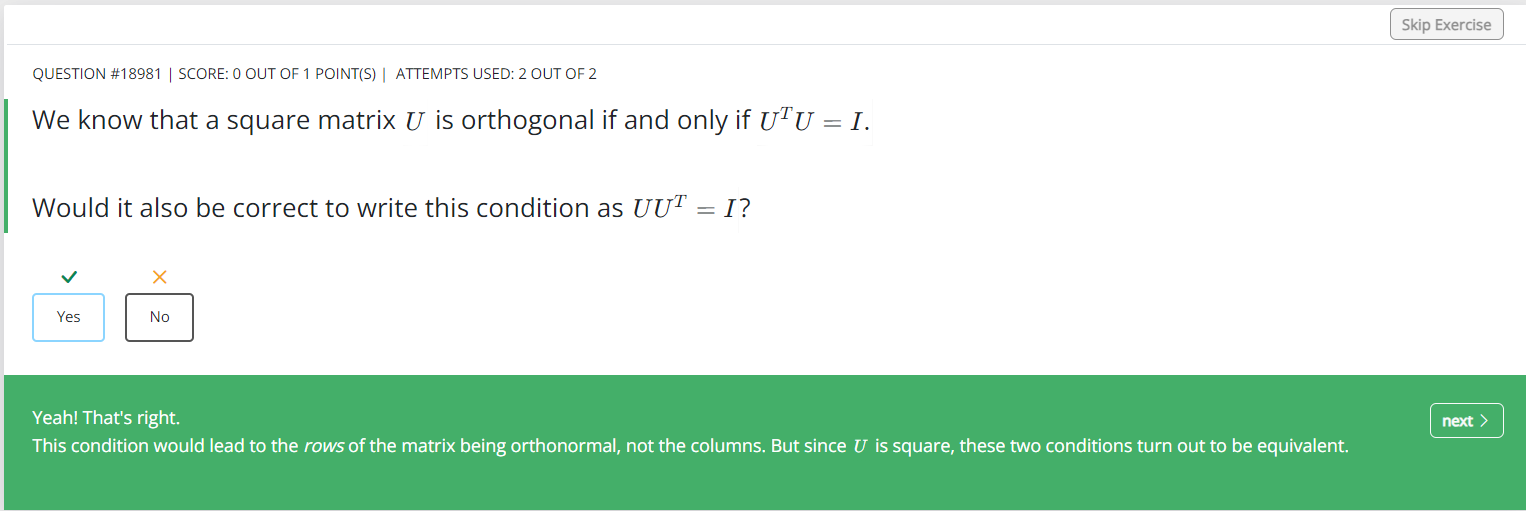 Skip Exercise
QUESTION #18981 | SCORE: 0 OUT OF 1 POINT(S) | ATTEMPTS USED: 2 OUT OF 2
We know that a square matrix U is orthogonal if and only if UᵀU = I.
Would it also be correct to write this condition as UUᵀ = I?
Yes No
Yeah! That's right.
next >
This condition would lead to the rows of the matrix being orthonormal, not the columns. But since U is square, these two conditions turn out to be equivalent.